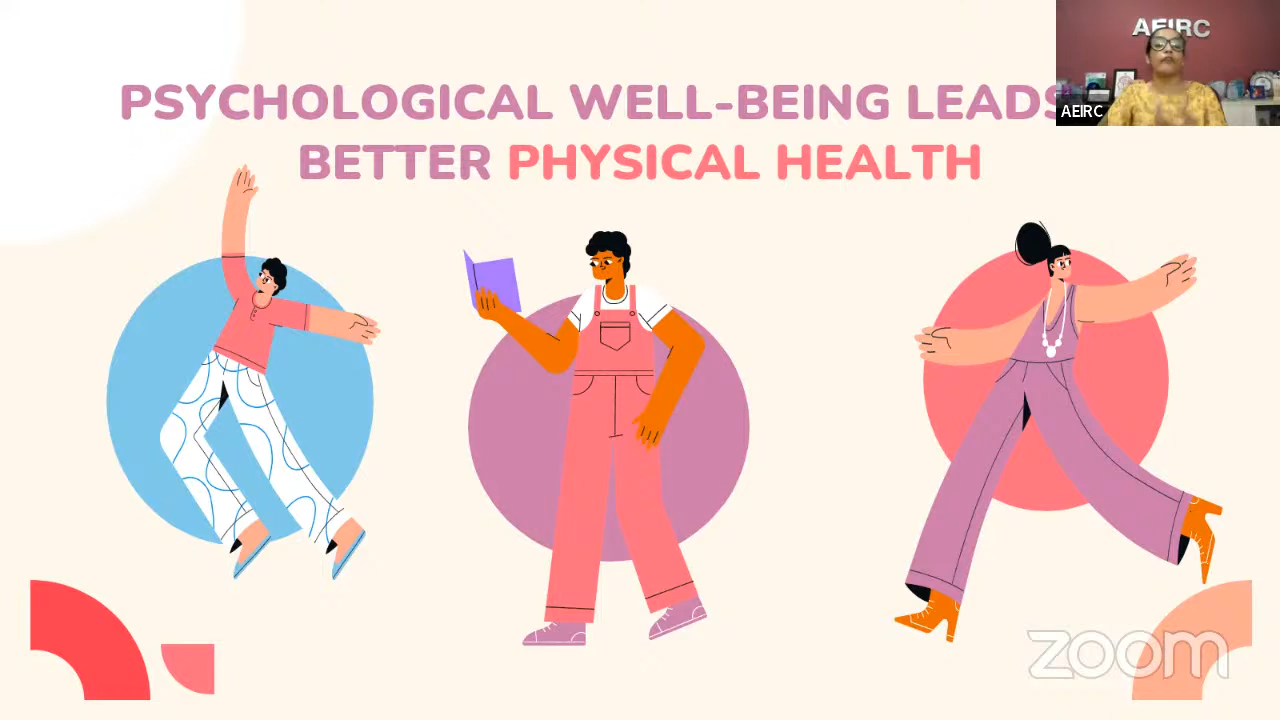 PSYCHOLOGICAL WELL-BEING LEADS
BETTER PHYSICAL HEALTH
AEIRC
AEIRC
zoom